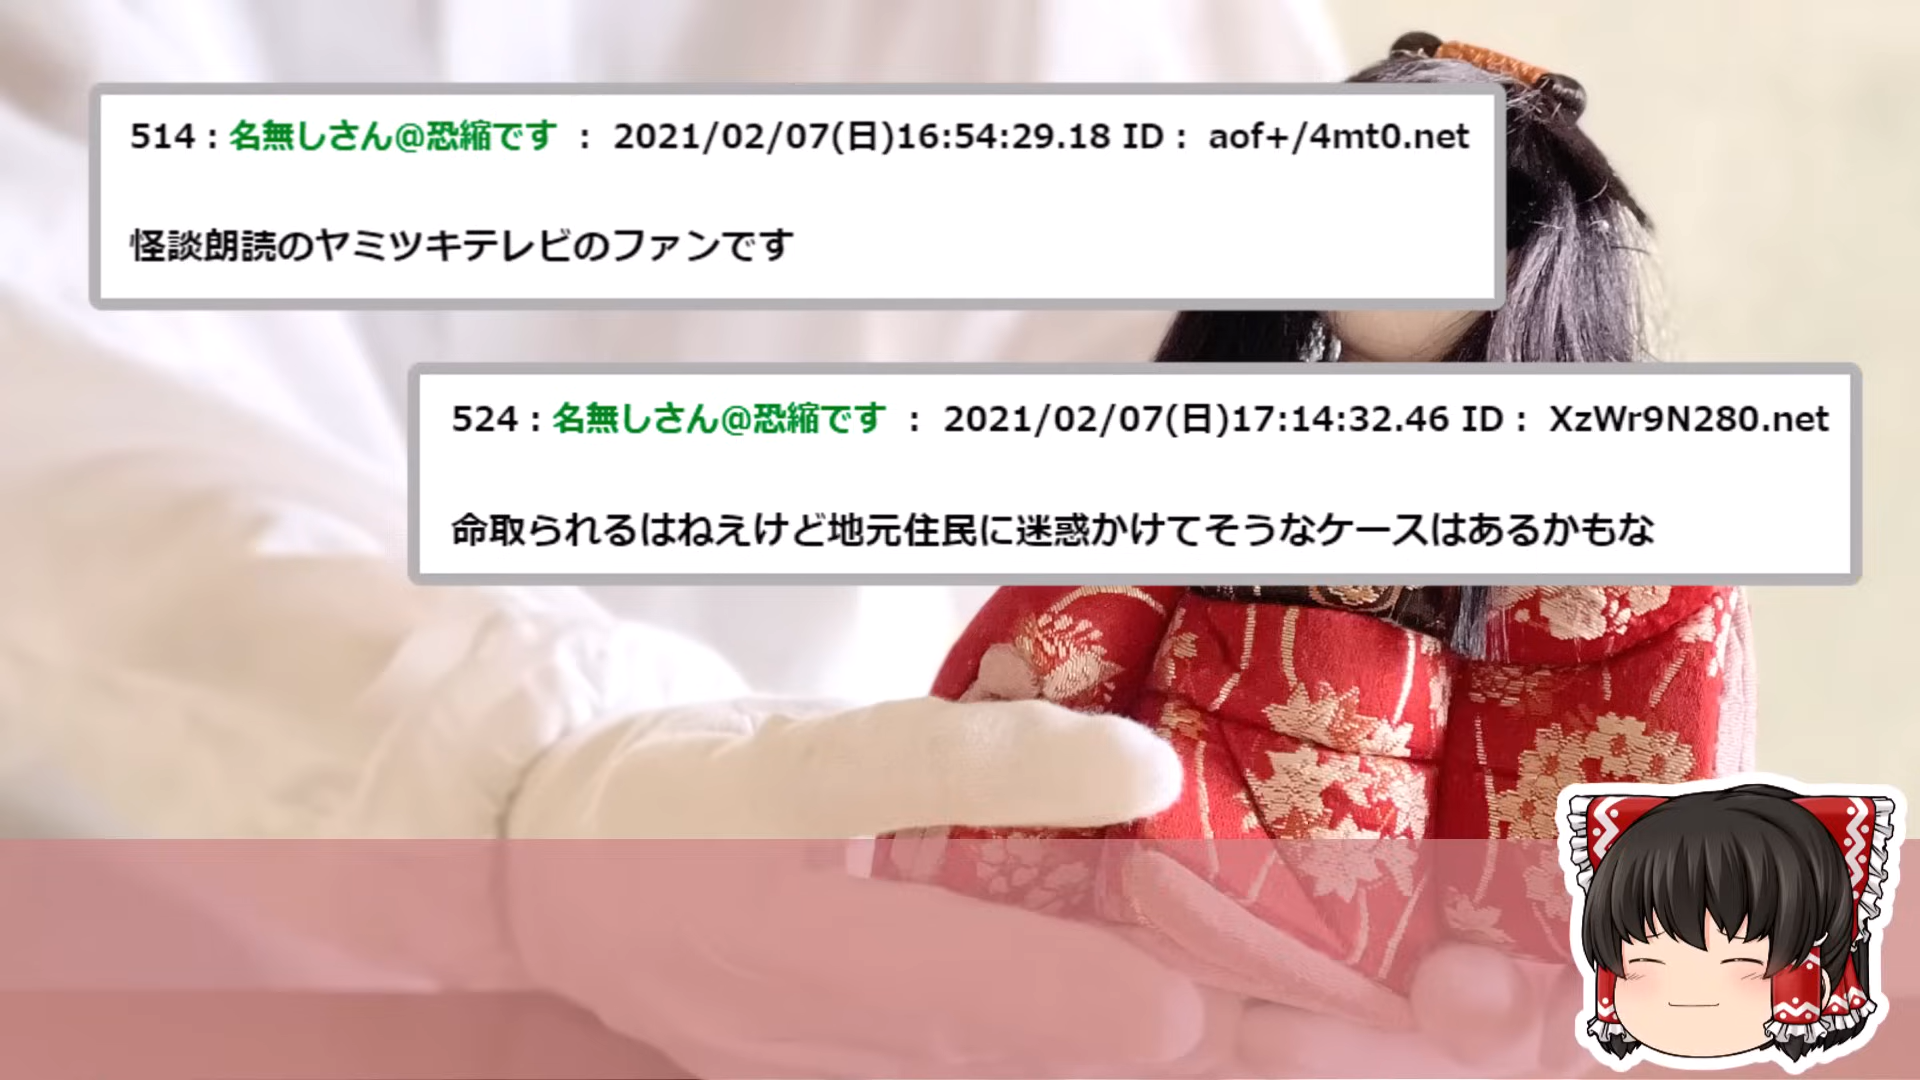 514：名無しさん@恐縮です ： 2021/02/07(日)16:54:29.18 ID： aof+/4mt0.net
怪談朗読のヤミツキテレビのファンです
524：名無しさん@恐縮です ： 2021/02/07(日)17:14:32.46 ID： XzWr9N280.net
命取られるはねえけど地元住民に迷惑かけてそうなケースはあるかもな